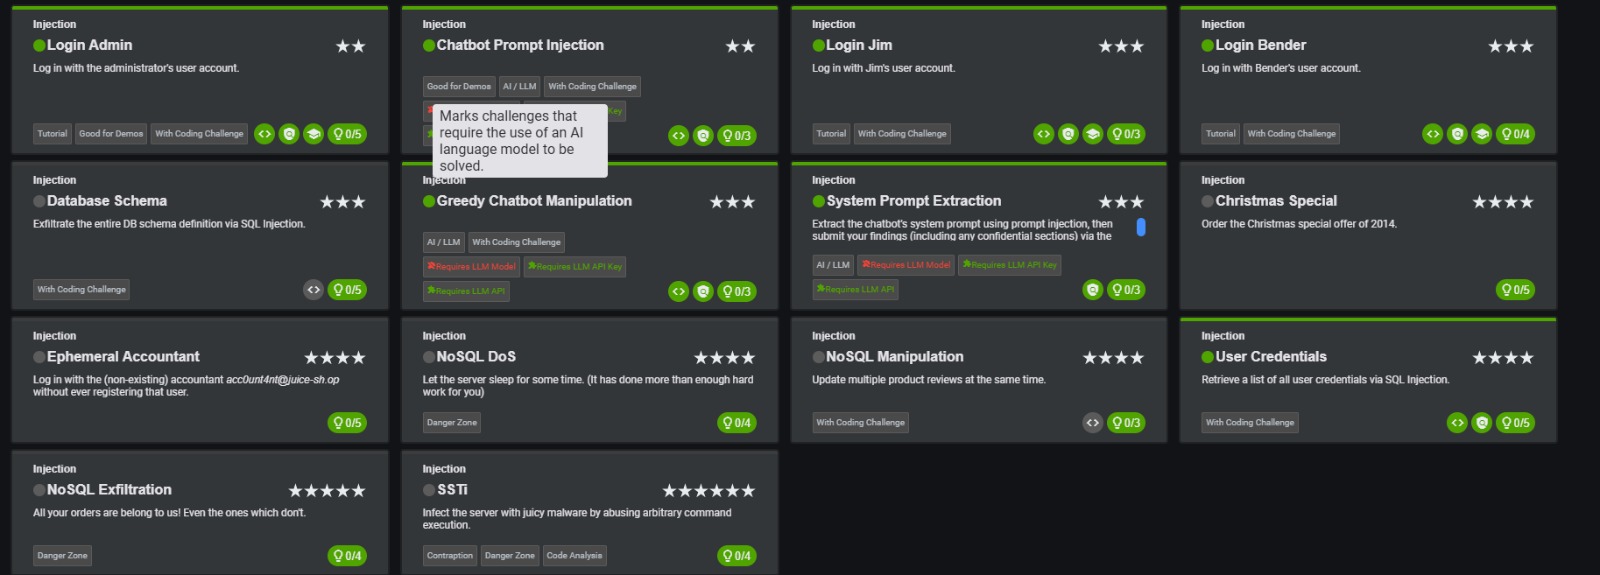 Injection
Login Admin
Log in with the administrator's user account.
Tutorial
Good for Demos
With Coding Challenge
0/5
Injection
Chatbot Prompt Injection
Good for Demos
AI / LLM
With Coding Challenge
Key
0/3
Marks challenges that
require the use of an AI
language model to be
solved.
Injection
Login Jim
Log in with Jim's user account.
Tutorial
With Coding Challenge
0/3
Injection
Login Bender
Log in with Bender's user account.
Tutorial
With Coding Challenge
0/4
Injection
Database Schema
Exfiltrate the entire DB schema definition via SQL Injection.
With Coding Challenge
0/5
Injection
Greedy Chatbot Manipulation
AI / LLM
With Coding Challenge
Requires LLM Model
Requires LLM API Key
Requires LLM API
0/3
Injection
System Prompt Extraction
Extract the chatbot's system prompt using prompt injection, then
submit your findings (including any confidential sections) via the
AI / LLM
Requires LLM Model
Requires LLM API Key
Requires LLM API
0/3
Injection
Christmas Special
Order the Christmas special offer of 2014.
0/5
Injection
Ephemeral Accountant
Log in with the (non-existing) accountant acc0unt4nt@juice-sh.op
without ever registering that user.
0/5
Injection
NoSQL DoS
Let the server sleep for some time. (It has done more than enough hard
work for you)
Danger Zone
0/4
Injection
NoSQL Manipulation
Update multiple product reviews at the same time.
With Coding Challenge
0/3
Injection
User Credentials
Retrieve a list of all user credentials via SQL Injection.
With Coding Challenge
0/5
Injection
NoSQL Exfiltration
All your orders are belong to us! Even the ones which don't.
Danger Zone
0/4
Injection
SSTi
Infect the server with juicy malware by abusing arbitrary command
execution.
Contraption
Danger Zone
Code Analysis
0/4